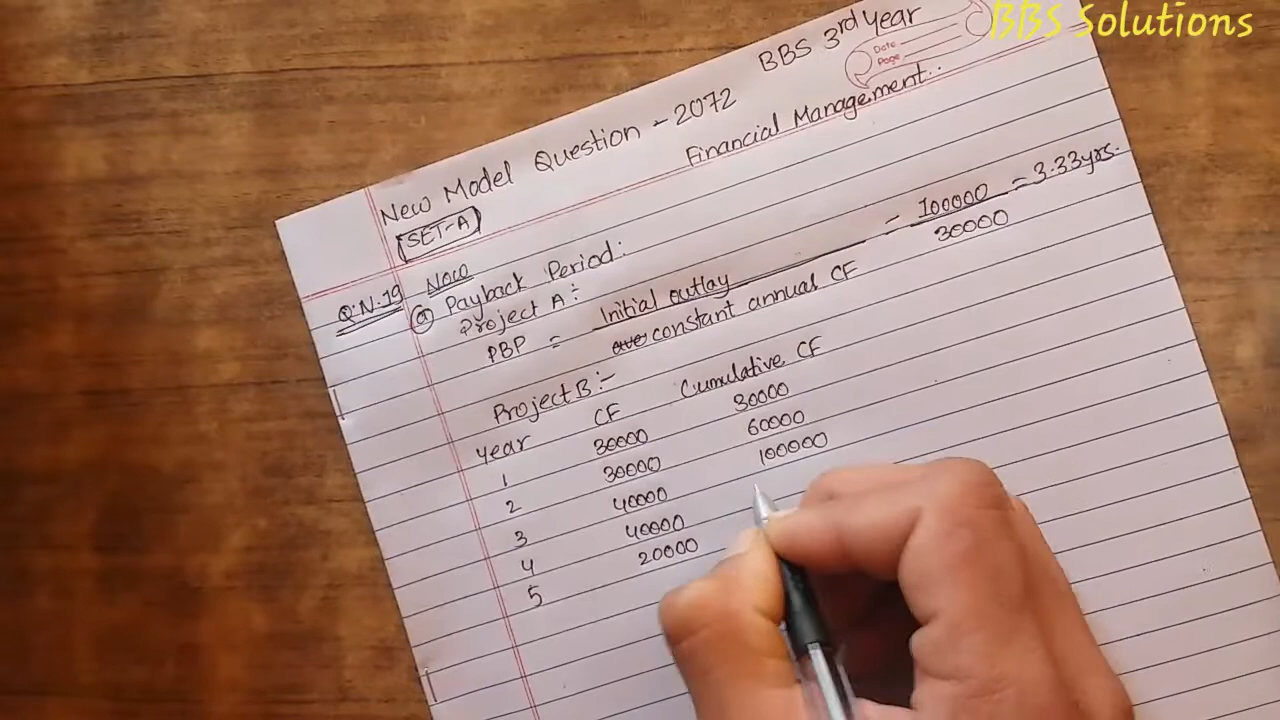 BBS Solutions
BBS 3rd Year
Date
Page
New Model Question - 2072
Financial Management..
[SET-A]
Q.N.19 Now
a Payback Period:
Project A:-
PBP = Initial outlay = 100000 = 3.33yrs.
constant annual CF 30000
Project B:-
Year CF Cumulative CF
1 30000 30000
2 30000 60000
3 40000 100000
4 40000
5 20000